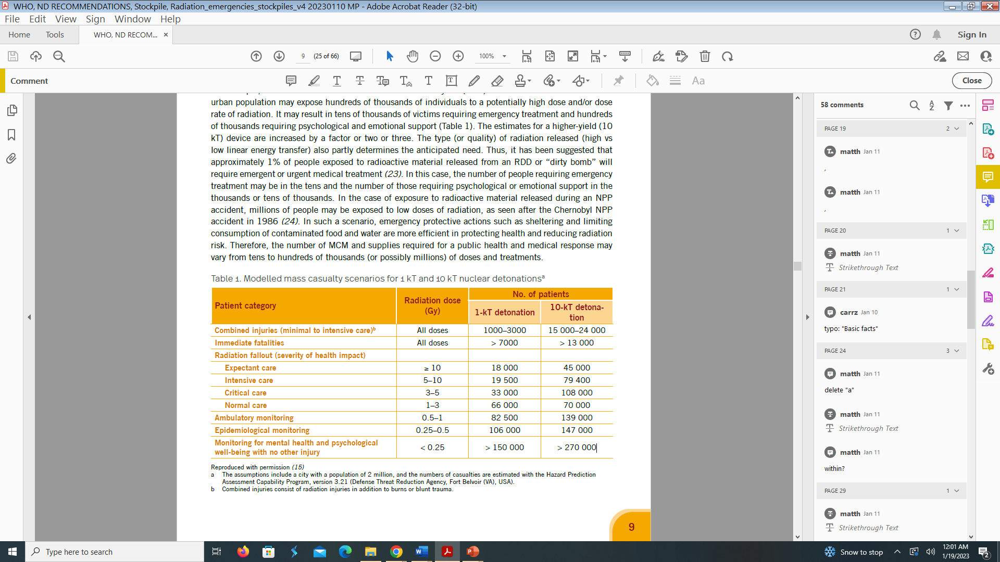 WHO, ND RECOMMENDATIONS, Stockpile, Radiation_emergencies_stockpiles_v4 20230110 MP - Adobe Acrobat Reader (32-bit)
File Edit View Sign Window Help
Home Tools WHO, ND RECOM... × Sign In
9 (25 of 66) 100%
Comment Close
urban population may expose hundreds of thousands of individuals to a potentially high dose and/or dose
rate of radiation. It may result in tens of thousands of victims requiring emergency treatment and hundreds
of thousands requiring psychological and emotional support (Table 1). The estimates for a higher-yield (10
kT) device are increased by a factor or two or three. The type (or quality) of radiation released (high vs
low linear energy transfer) also partly determines the anticipated need. Thus, it has been suggested that
approximately 1% of people exposed to radioactive material released from an RDD or “dirty bomb” will
require emergent or urgent medical treatment (23). In this case, the number of people requiring emergency
treatment may be in the tens and the number of those requiring psychological or emotional support in the
thousands or tens of thousands. In the case of exposure to radioactive material released during an NPP
accident, millions of people may be exposed to low doses of radiation, as seen after the Chernobyl NPP
accident in 1986 (24). In such a scenario, emergency protective actions such as sheltering and limiting
consumption of contaminated food and water are more efficient in protecting health and reducing radiation
risk. Therefore, the number of MCM and supplies required for a public health and medical response may
vary from tens to hundreds of thousands (or possibly millions) of doses and treatments.
Table 1. Modelled mass casualty scenarios for 1 kT and 10 kT nuclear detonationsa
Patient category Radiation dose (Gy) No. of patients
1-kT detonation 10-kT detona-
tion
Combined injuries (minimal to intensive care)b All doses 1000–3000 15 000–24 000
Immediate fatalities All doses > 7000 > 13 000
Radiation fallout (severity of health impact)
Expectant care ≥ 10 18 000 45 000
Intensive care 5–10 19 500 79 400
Critical care 3–5 33 000 108 000
Normal care 1–3 66 000 70 000
Ambulatory monitoring 0.5–1 82 500 139 000
Epidemiological monitoring 0.25–0.5 106 000 147 000
Monitoring for mental health and psychological
well-being with no other injury < 0.25 > 150 000 > 270 000
Reproduced with permission (15)
a The assumptions include a city with a population of 2 million, and the numbers of casualties are estimated with the Hazard Prediction
Assessment Capability Program, version 3.21 (Defense Threat Reduction Agency, Fort Belvoir (VA), USA).
b Combined injuries consist of radiation injuries in addition to burns or blunt trauma.
9
58 comments
PAGE 19 2
matth Jan 11
,
matth Jan 11
,
PAGE 20 1
matth Jan 11
Strikethrough Text
PAGE 21 1
carrz Jan 10
typo: "Basic facts"
PAGE 24 3
matth Jan 11
delete "a"
matth Jan 11
Strikethrough Text
matth Jan 11
within?
PAGE 29 1
matth Jan 11
Strikethrough Text
Type here to search
Snow to stop
12:01 AM
1/19/2023
2